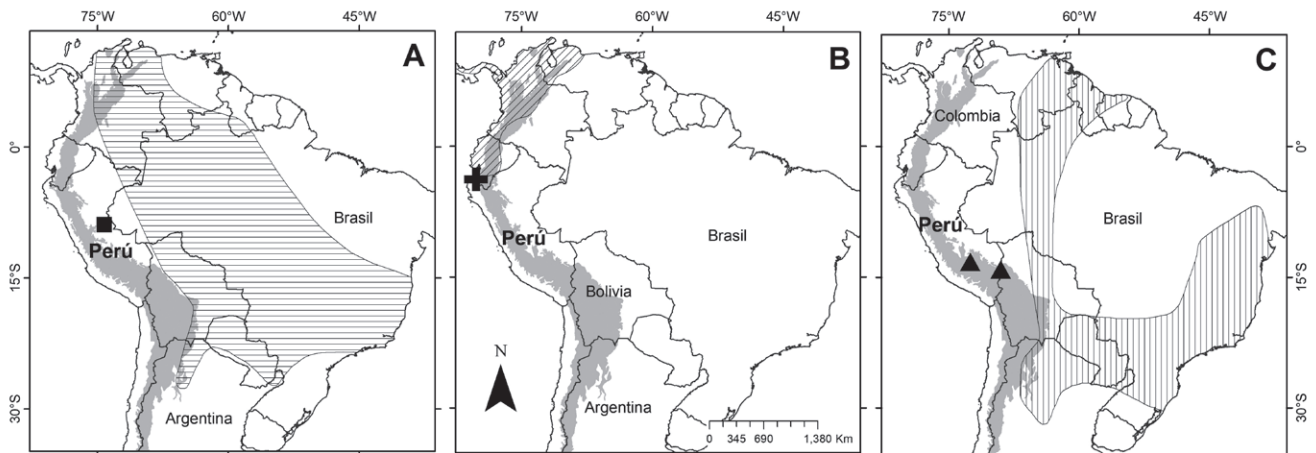 75°W 60°W 45°W
75°W 60°W 45°W
75°W 60°W 45°W
A
B
C
0°
15°S
30°S
Perú
Brasil
Argentina
Perú
Brasil
Bolivia
Argentina
N
0 345 690 1,380 Km
Colombia
Perú
Brasil
0°
15°S
30°S